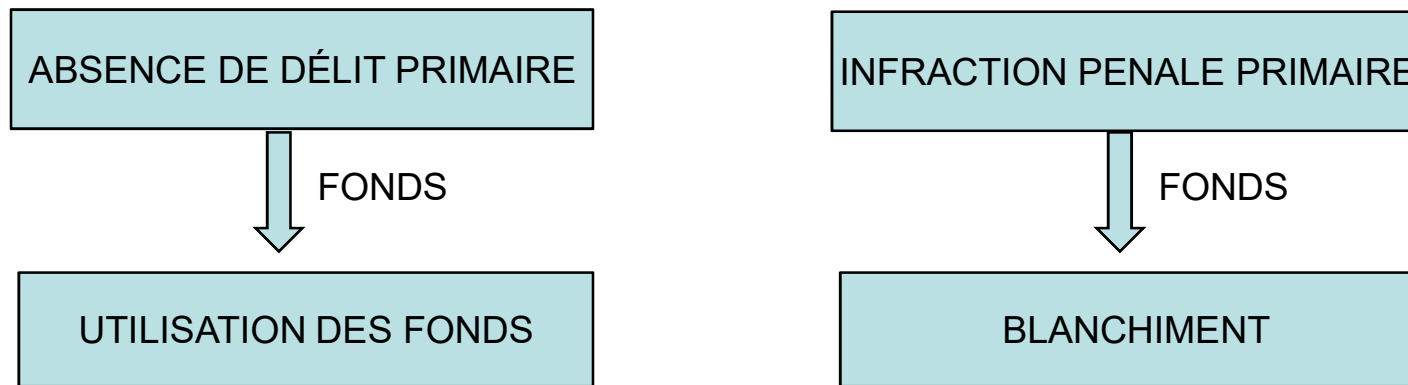 ABSENCE DE DÉLIT PRIMAIRE
FONDS
UTILISATION DES FONDS
INFRACTION PENALE PRIMAIRE
FONDS
BLANCHIMENT